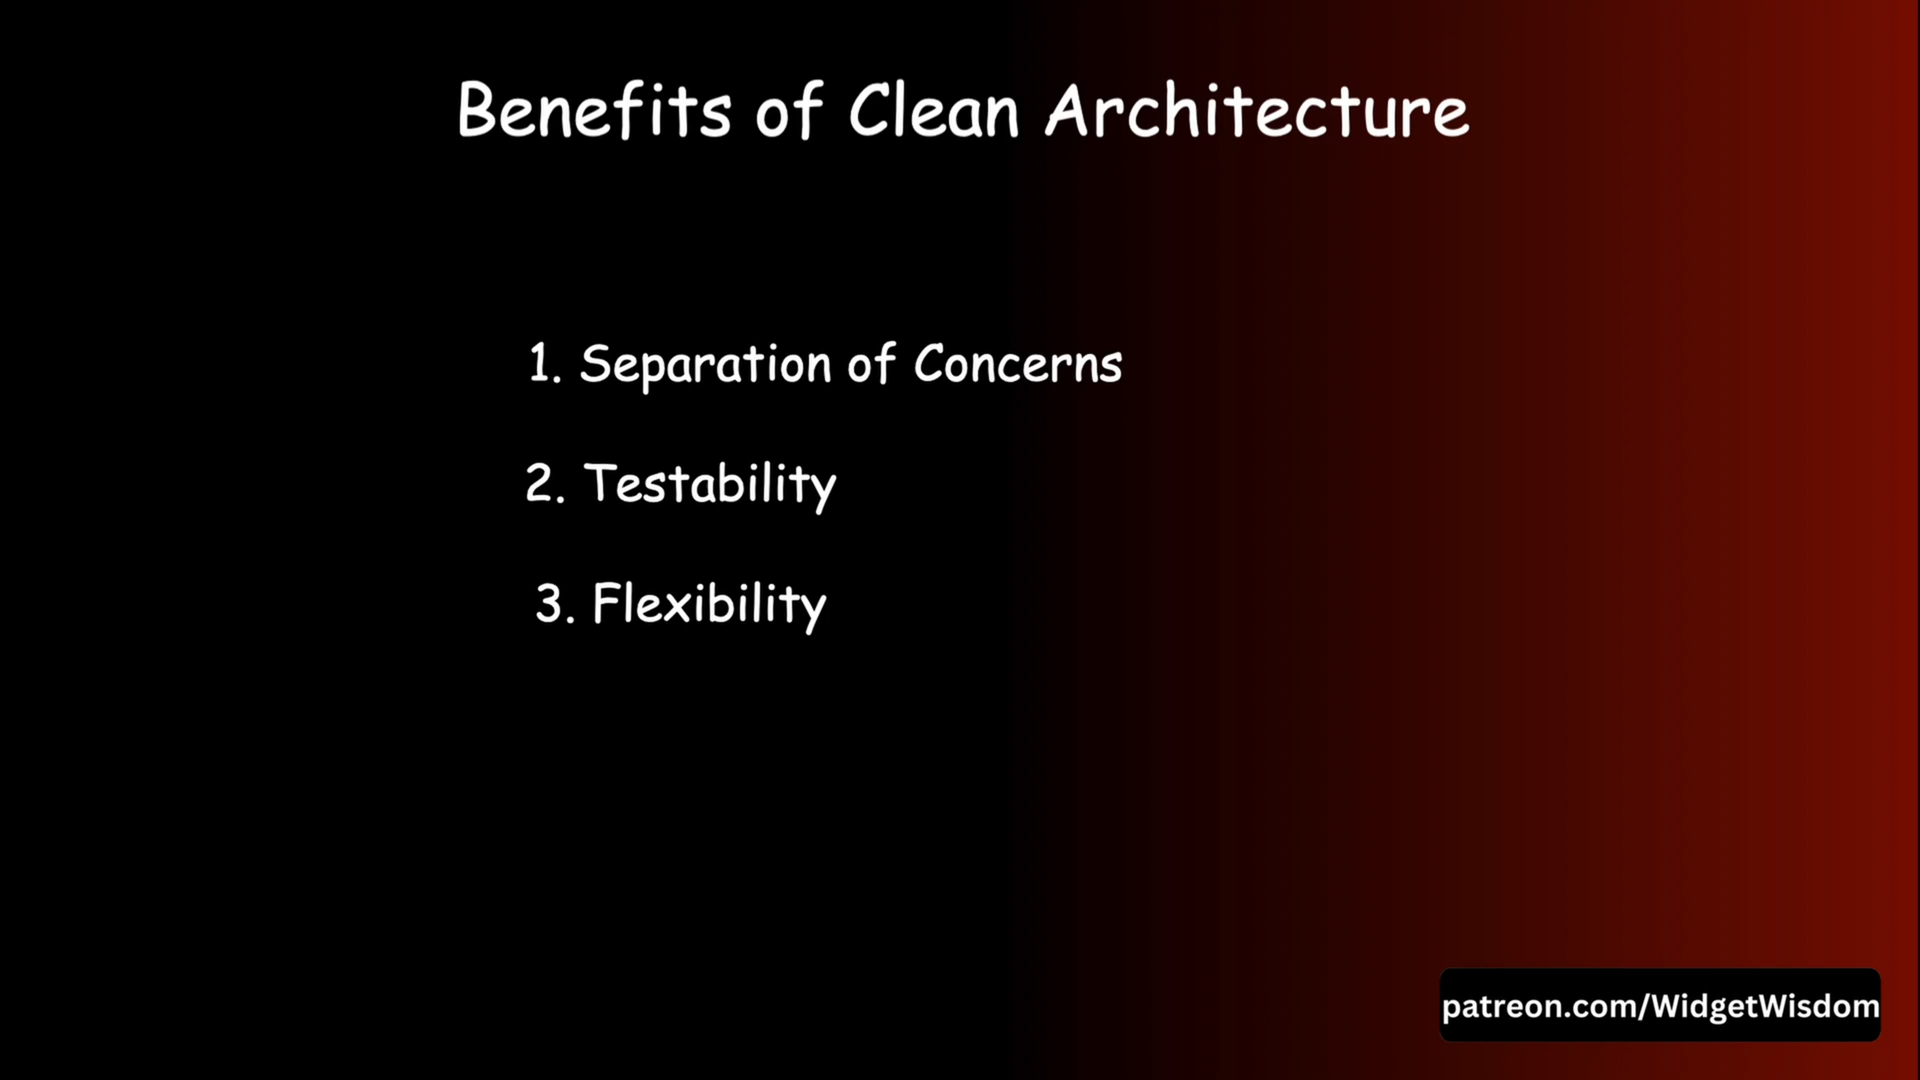 Benefits of Clean Architecture
1. Separation of Concerns
2. Testability
3. Flexibility
patreon.com/WidgetWisdom